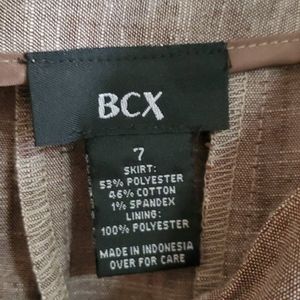 BCX
7
SKIRT:
53% POLYESTER
46% COTTON
1% SPANDEX
LINING:
100% POLYESTER
MADE IN INDONESIA
OVER FOR CARE